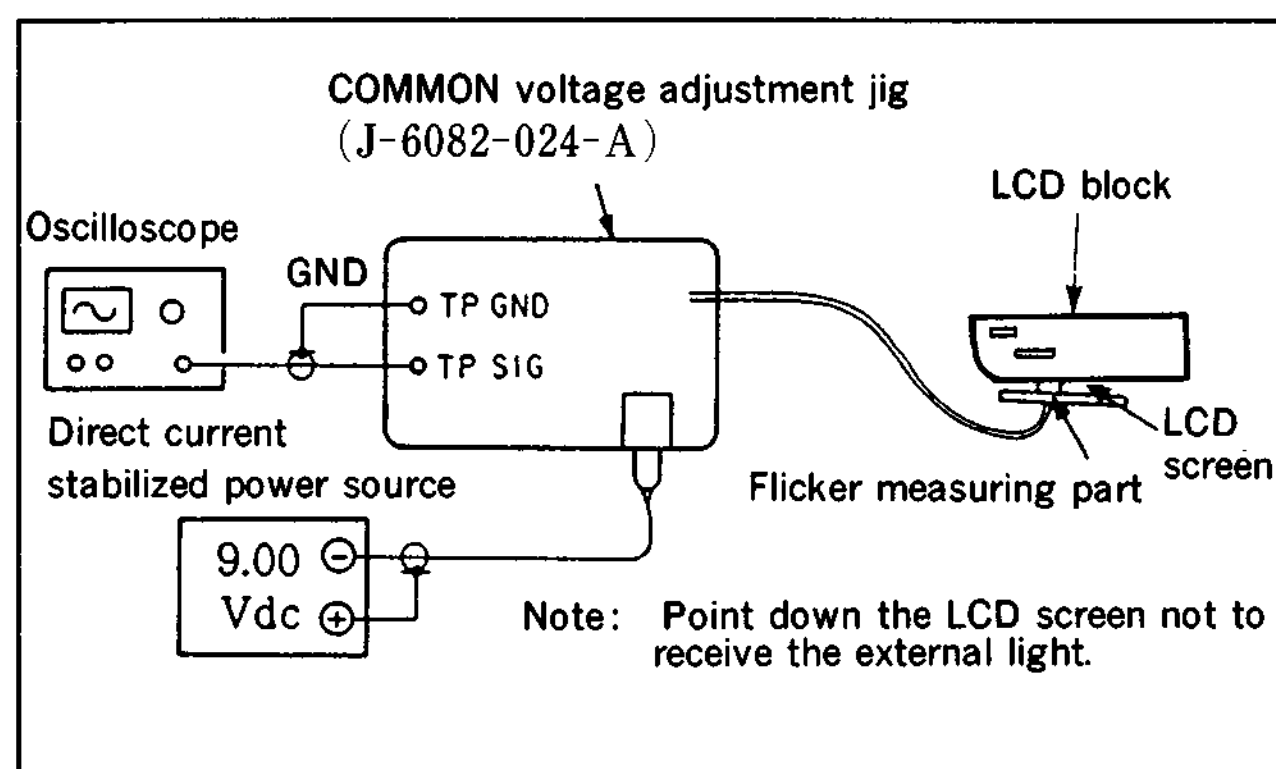 COMMON voltage adjustment jig
(J-6082-024-A)
LCD block
Oscilloscope
GND
TP GND
TP SIG
Direct current
stabilized power source
LCD
screen
Flicker measuring part
9.00
Vdc
Note: Point down the LCD screen not to
receive the external light.